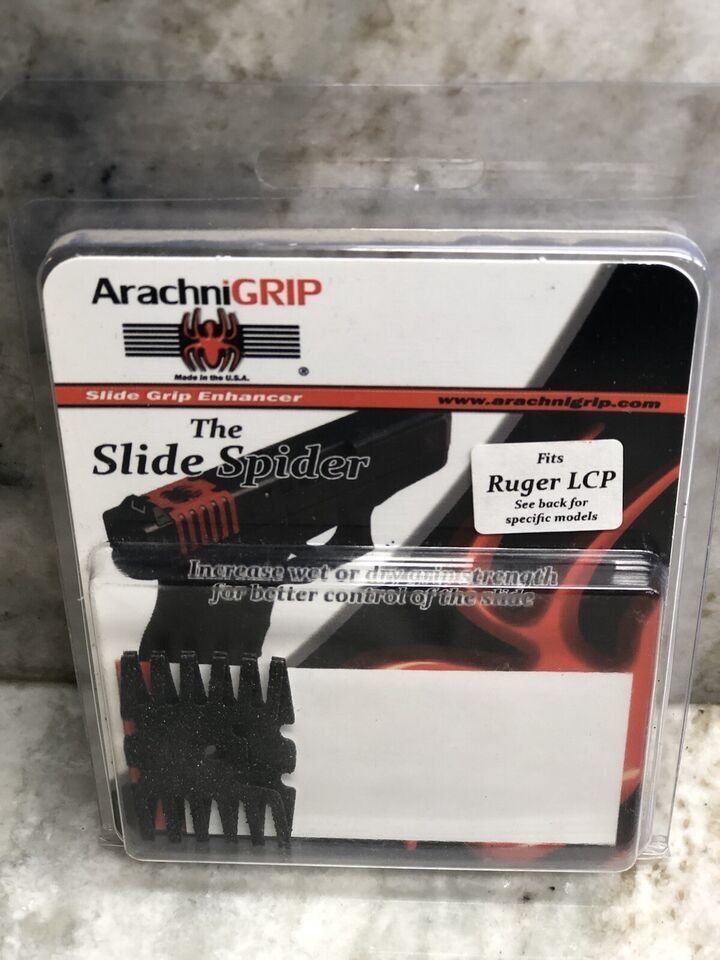 ArachniGRIP
Made in the U.S.A.
®
Slide Grip Enhancer
www.arachnigrip.com
The
Slide Spider
Fits
Ruger LCP
See back for
specific models
Increase wet or dry grip strength
for better control of the slide